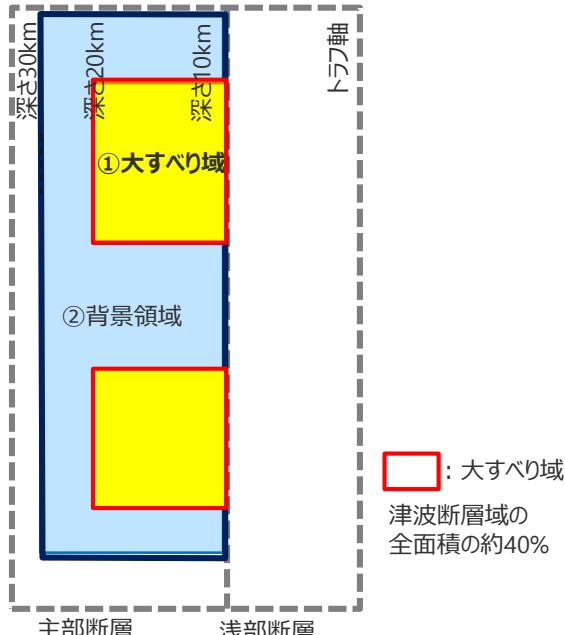 深さ30km
深さ20km
深さ10km
トラフ軸
①大すべり域
②背景領域
：大すべり域
津波断層域の
全面積の約40%
主部断層
浅部断層